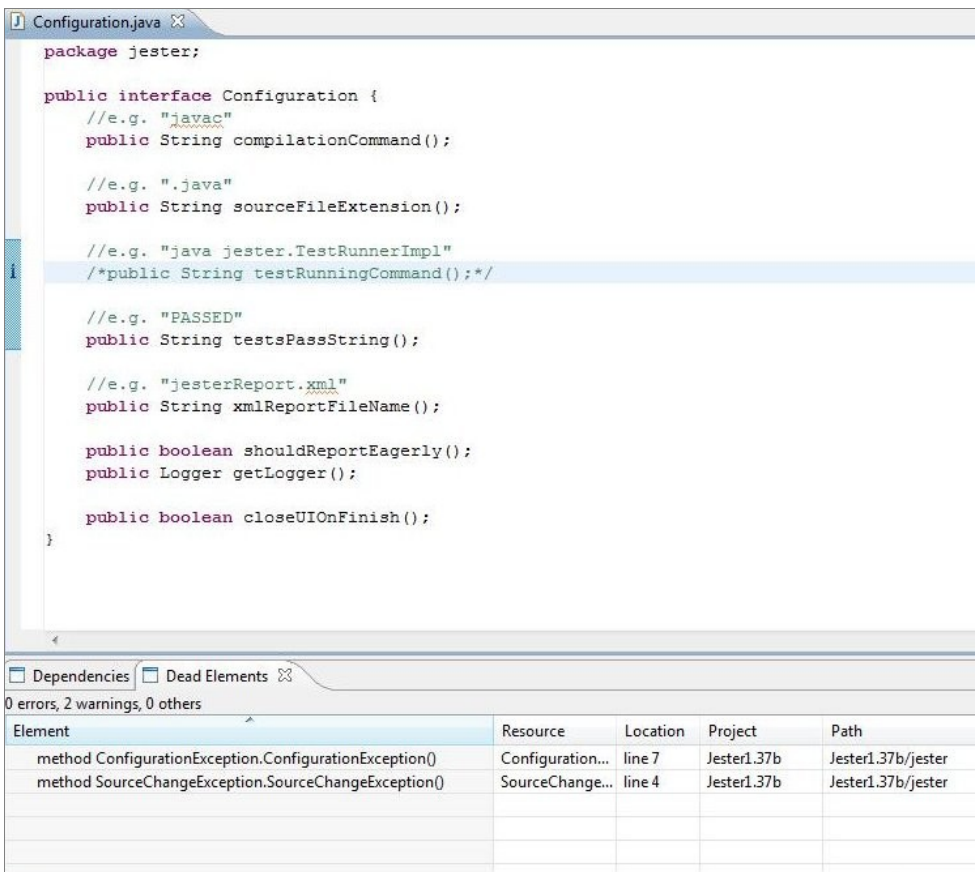 Configuration.java
package jester;
public interface Configuration {
//e.g. "javac"
public String compilationCommand();
//e.g. ".java"
public String sourceFileExtension();
//e.g. "java jester.TestRunnerImpl"
/*public String testRunningCommand();*/
//e.g. "PASSED"
public String testsPassString();
//e.g. "jesterReport.xml"
public String xmlReportFileName();
public boolean shouldReportEagerly();
public Logger getLogger();
public boolean closeUIOnFinish();
}
Dependencies Dead Elements
0 errors, 2 warnings, 0 others
Element Resource Location Project Path
method ConfigurationException.ConfigurationException() Configuration... line 7 Jester1.37b Jester1.37b/jester
method SourceChangeException.SourceChangeException() SourceChange... line 4 Jester1.37b Jester1.37b/jester